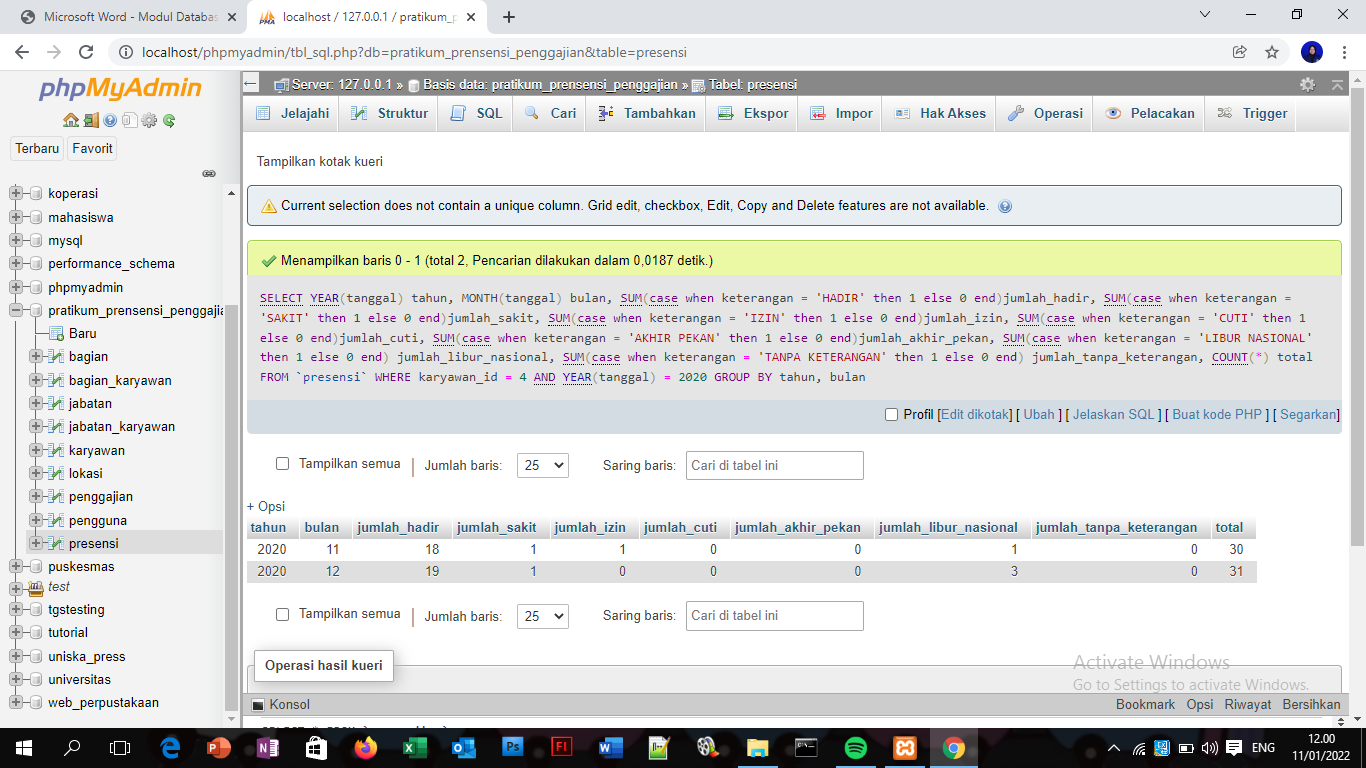 Microsoft Word - Modul Databas
localhost / 127.0.0.1 / pratikum_p
localhost/phpmyadmin/tbl_sql.php?db=pratikum_prensensi_penggajian&table=presensi
phpMyAdmin
Terbaru Favorit
koperasi
mahasiswa
mysql
performance_schema
phpmyadmin
pratikum_prensensi_penggajia
Baru
bagian
bagian_karyawan
jabatan
jabatan_karyawan
karyawan
lokasi
penggajian
pengguna
presensi
puskesmas
test
tgstesting
tutorial
uniska_press
universitas
web_perpustakaan
Server: 127.0.0.1 » Basis data: pratikum_prensensi_penggajian » Tabel: presensi
Jelajahi Struktur SQL Cari Tambahkan Ekspor Impor Hak Akses Operasi Pelacakan Trigger
Tampilkan kotak kueri
Current selection does not contain a unique column. Grid edit, checkbox, Edit, Copy and Delete features are not available.
Menampilkan baris 0 - 1 (total 2, Pencarian dilakukan dalam 0,0187 detik.)
SELECT YEAR(tanggal) tahun, MONTH(tanggal) bulan, SUM(case when keterangan = 'HADIR' then 1 else 0 end)jumlah_hadir, SUM(case when keterangan =
'SAKIT' then 1 else 0 end)jumlah_sakit, SUM(case when keterangan = 'IZIN' then 1 else 0 end)jumlah_izin, SUM(case when keterangan = 'CUTI' then 1
else 0 end)jumlah_cuti, SUM(case when keterangan = 'AKHIR PEKAN' then 1 else 0 end)jumlah_akhir_pekan, SUM(case when keterangan = 'LIBUR NASIONAL'
then 1 else 0 end) jumlah_libur_nasional, SUM(case when keterangan = 'TANPA KETERANGAN' then 1 else 0 end) jumlah_tanpa_keterangan, COUNT(*) total
FROM `presensi` WHERE karyawan_id = 4 AND YEAR(tanggal) = 2020 GROUP BY tahun, bulan
Profil [Edit dikotak] [ Ubah ] [ Jelaskan SQL ] [ Buat kode PHP ] [ Segarkan]
Tampilkan semua | Jumlah baris: 25 Saring baris: Cari di tabel ini
+ Opsi
tahun bulan jumlah_hadir jumlah_sakit jumlah_izin jumlah_cuti jumlah_akhir_pekan jumlah_libur_nasional jumlah_tanpa_keterangan total
2020 11 18 1 1 0 0 1 0 30
2020 12 19 1 0 0 0 3 0 31
Tampilkan semua | Jumlah baris: 25 Saring baris: Cari di tabel ini
Operasi hasil kueri
Activate Windows
Go to Settings to activate Windows.
Konsol Bookmark Opsi Riwayat Bersihkan
ENG
12.00
11/01/2022